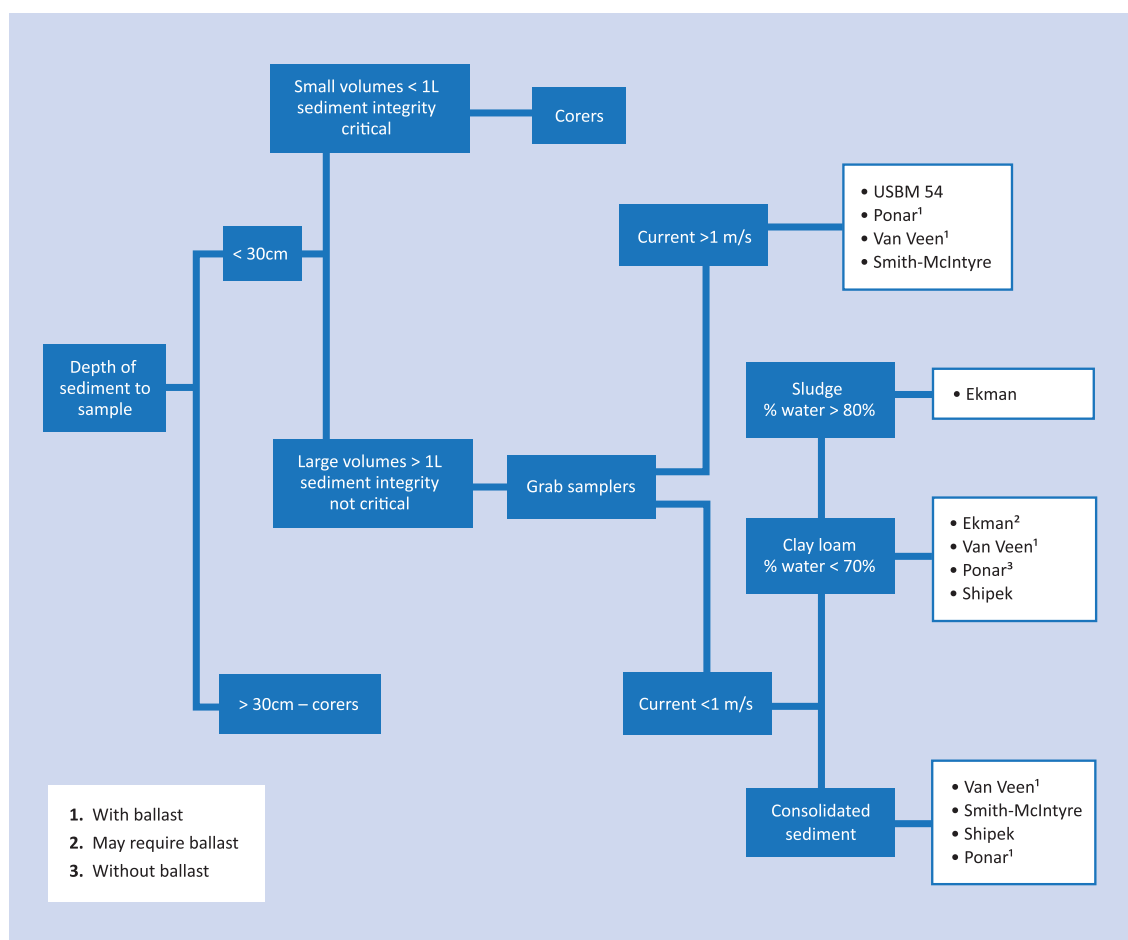 Small volumes < 1L
sediment integrity
critical
Corers
< 30cm
Depth of
sediment to
sample
Large volumes > 1L
sediment integrity
not critical
Grab samplers
> 30cm – corers
Current >1 m/s
• USBM 54
• Ponar¹
• Van Veen¹
• Smith-McIntyre
Current <1 m/s
Sludge
% water > 80%
• Ekman
Clay loam
% water < 70%
• Ekman²
• Van Veen¹
• Ponar³
• Shipek
Consolidated
sediment
• Van Veen¹
• Smith-McIntyre
• Shipek
• Ponar¹
1. With ballast
2. May require ballast
3. Without ballast